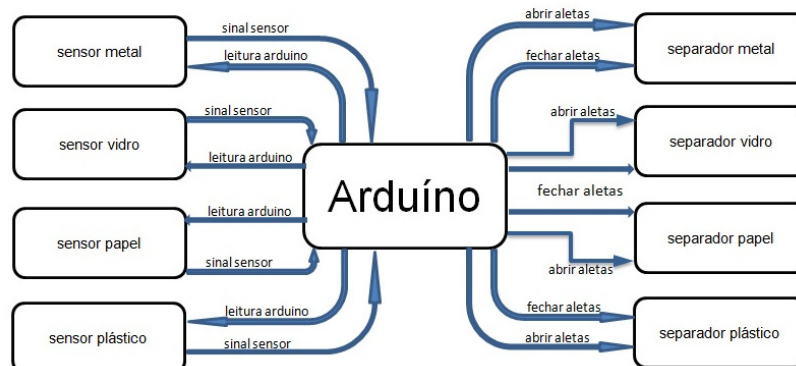 sensor metal
sinal sensor
leitura arduino
sensor vidro
sinal sensor
leitura arduino
sensor papel
leitura arduino
sinal sensor
sensor plástico
leitura arduino
sinal sensor
Arduíno
abrir aletas
fechar aletas
separador metal
abrir aletas
separador vidro
fechar aletas
separador papel
abrir aletas
fechar aletas
abrir aletas
separador plástico